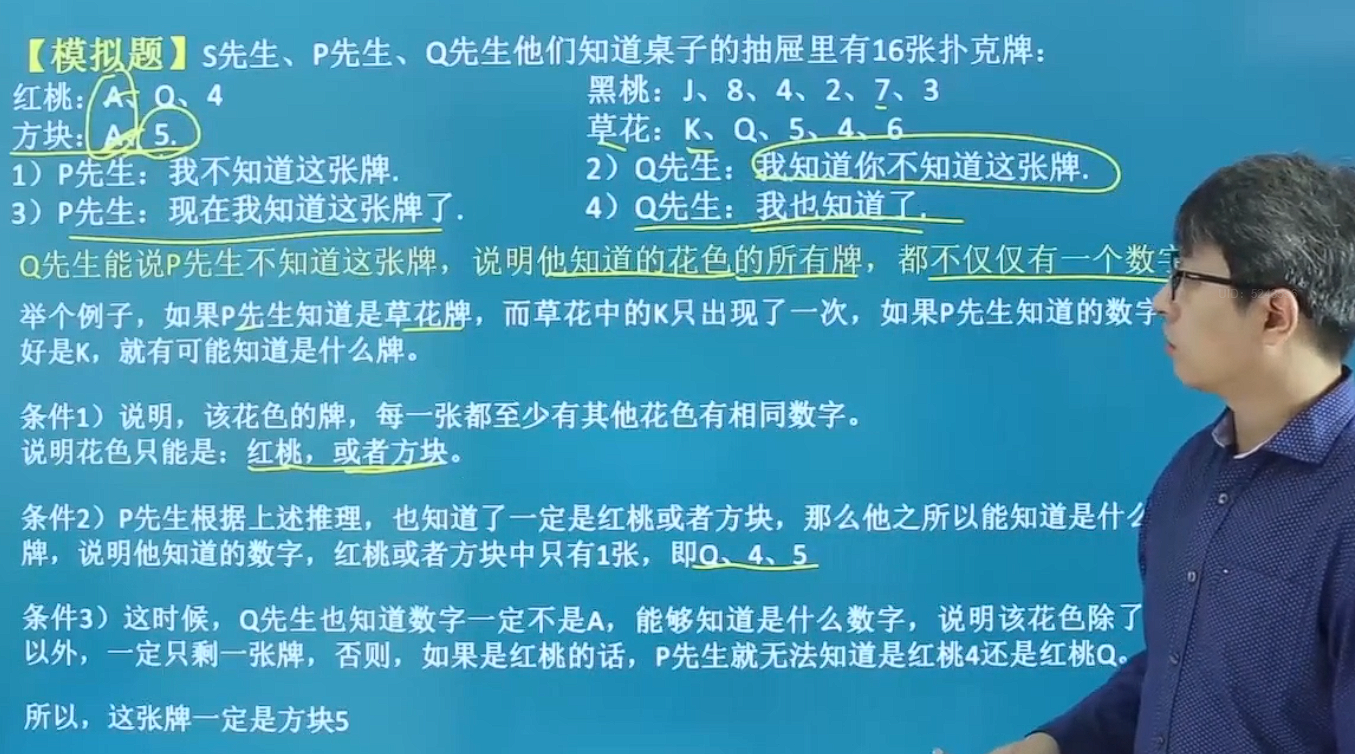 【模拟题】S先生、P先生、Q先生他们知道桌子的抽屉里有16张扑克牌：
红桃：A、Q、4
黑桃：J、8、4、2、7、3
方块：A、5.
草花：K、Q、5、4、6
1）P先生：我不知道这张牌.
2）Q先生：我知道你不知道这张牌.
3）P先生：现在我知道这张牌了.
4）Q先生：我也知道了.
Q先生能说P先生不知道这张牌，说明他知道的花色的所有牌，都不仅仅有一个数字
举个例子，如果P先生知道是草花牌，而草花中的K只出现了一次，如果P先生知道的数字
好是K，就有可能知道是什么牌。
条件1）说明，该花色的牌，每一张都至少有其他花色有相同数字。
说明花色只能是：红桃，或者方块。
条件2）P先生根据上述推理，也知道了一定是红桃或者方块，那么他之所以能知道是什么
牌，说明他知道的数字，红桃或者方块中只有1张，即Q、4、5
条件3）这时候，Q先生也知道数字一定不是A，能够知道是什么数字，说明该花色除了
以外，一定只剩一张牌，否则，如果是红桃的话，P先生就无法知道是红桃4还是红桃Q。
所以，这张牌一定是方块5